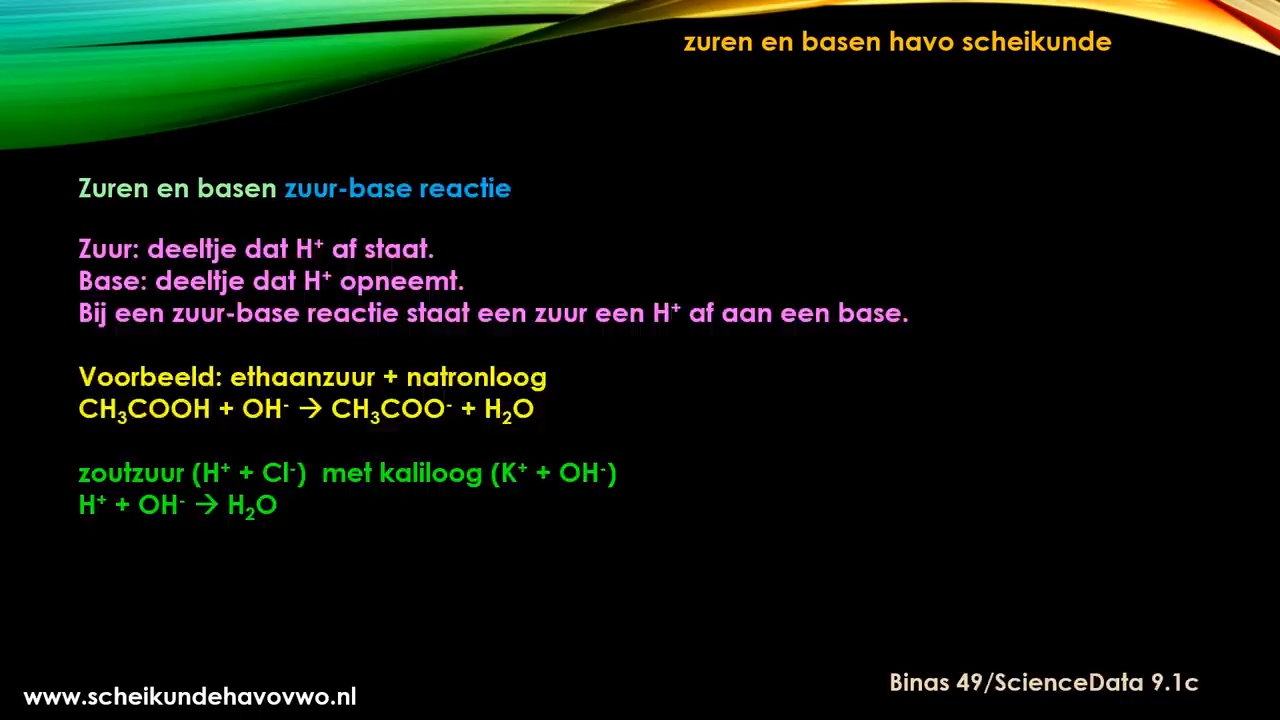 zuren en basen havo scheikunde
Zuren en basen zuur-base reactie
Zuur: deeltje dat H⁺ af staat.
Base: deeltje dat H⁺ opneemt.
Bij een zuur-base reactie staat een zuur een H⁺ af aan een base.
Voorbeeld: ethaanzuur + natronloog
CH₃COOH + OH⁻ → CH₃COO⁻ + H₂O
zoutzuur (H⁺ + Cl⁻)  met kaliloog (K⁺ + OH⁻)
H⁺ + OH⁻ → H₂O
Binas 49/ScienceData 9.1c
www.scheikundehavovwo.nl